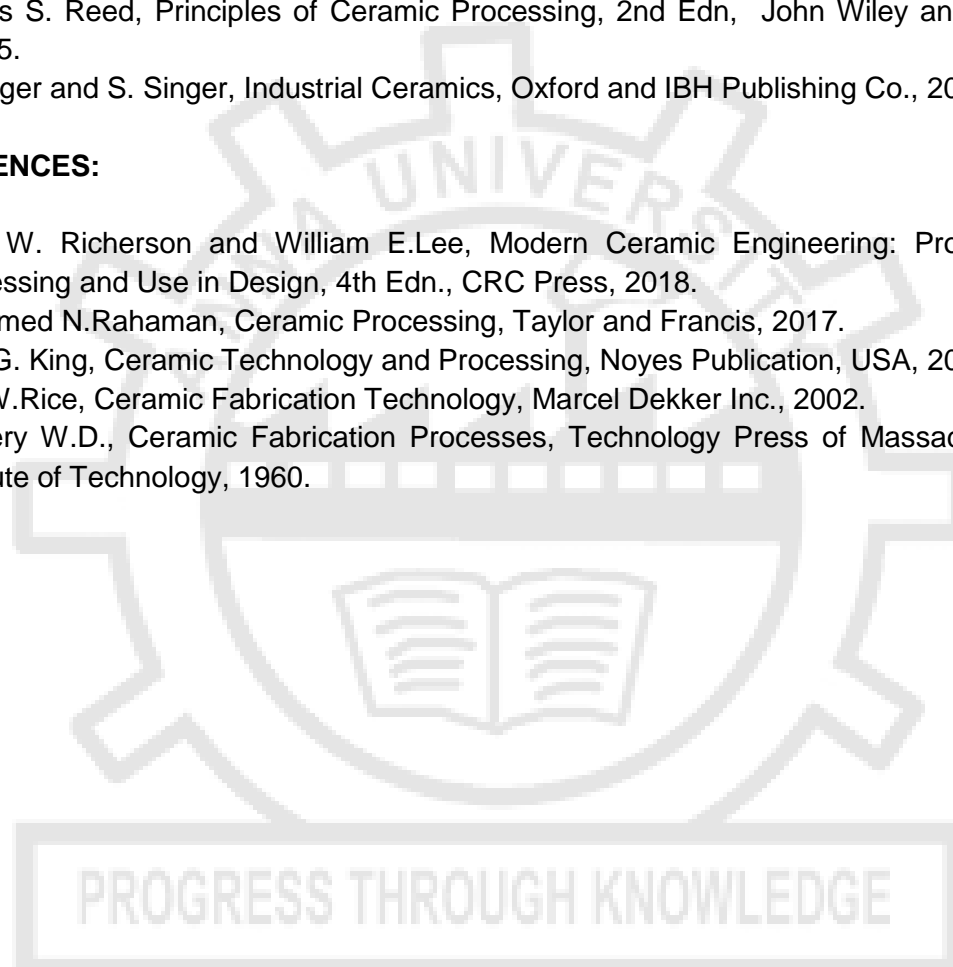 s S. Reed, Principles of Ceramic Processing, 2nd Edn, John Wiley an
5.
ger and S. Singer, Industrial Ceramics, Oxford and IBH Publishing Co., 20
ENCES:
W. Richerson and William E.Lee, Modern Ceramic Engineering: Pro
essing and Use in Design, 4th Edn., CRC Press, 2018.
med N.Rahaman, Ceramic Processing, Taylor and Francis, 2017.
G. King, Ceramic Technology and Processing, Noyes Publication, USA, 20
W.Rice, Ceramic Fabrication Technology, Marcel Dekker Inc., 2002.
ery W.D., Ceramic Fabrication Processes, Technology Press of Massac
ute of Technology, 1960.
ANNA UNIVERSITY
PROGRESS THROUGH KNOWLEDGE